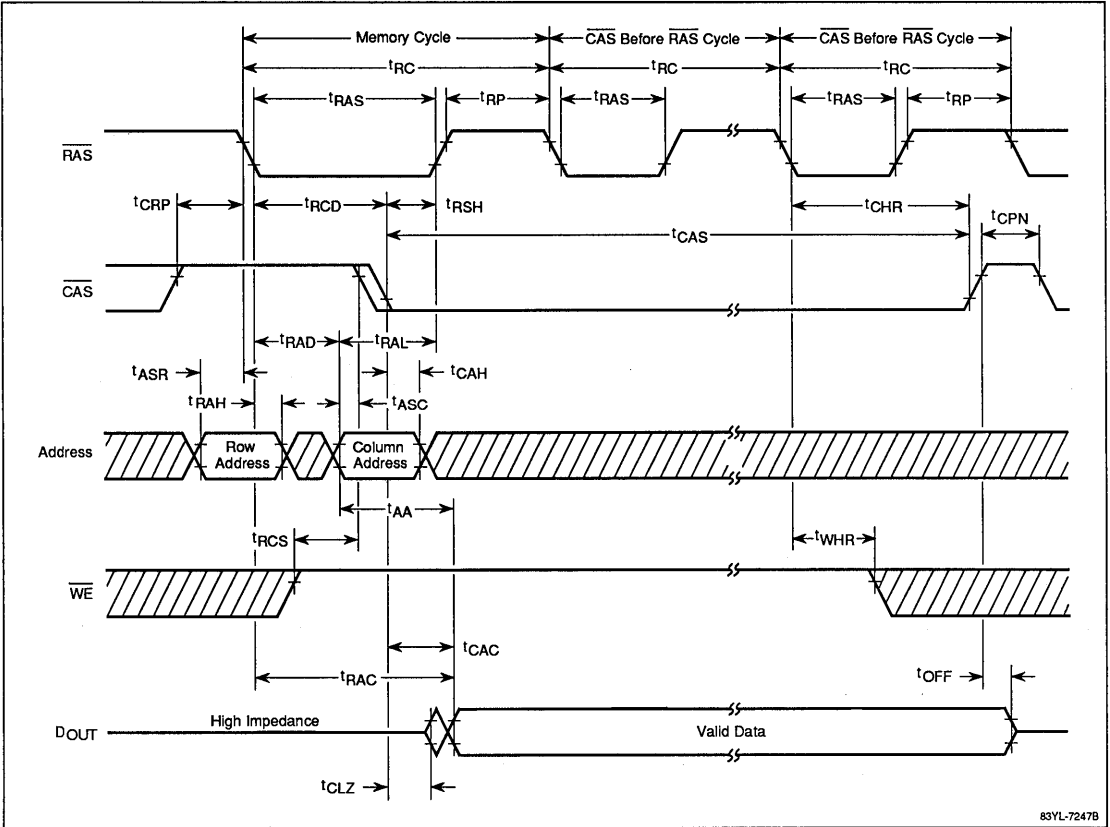 Memory Cycle CAS Before RAS Cycle CAS Before RAS Cycle
tRC tRC tRC
tRAS tRP tRAS tRAS tRP
RAS
tCRP tRCD tRSH tCHR tCPN
tCAS
CAS
tRAD tRAL
tASR tCAH
tRAH tASC
Address Row Address Column Address
tAA
tRCS tWHR
WE
tCAC
tRAC tOFF
High Impedance
DOUT Valid Data
tCLZ
83YL-7247B